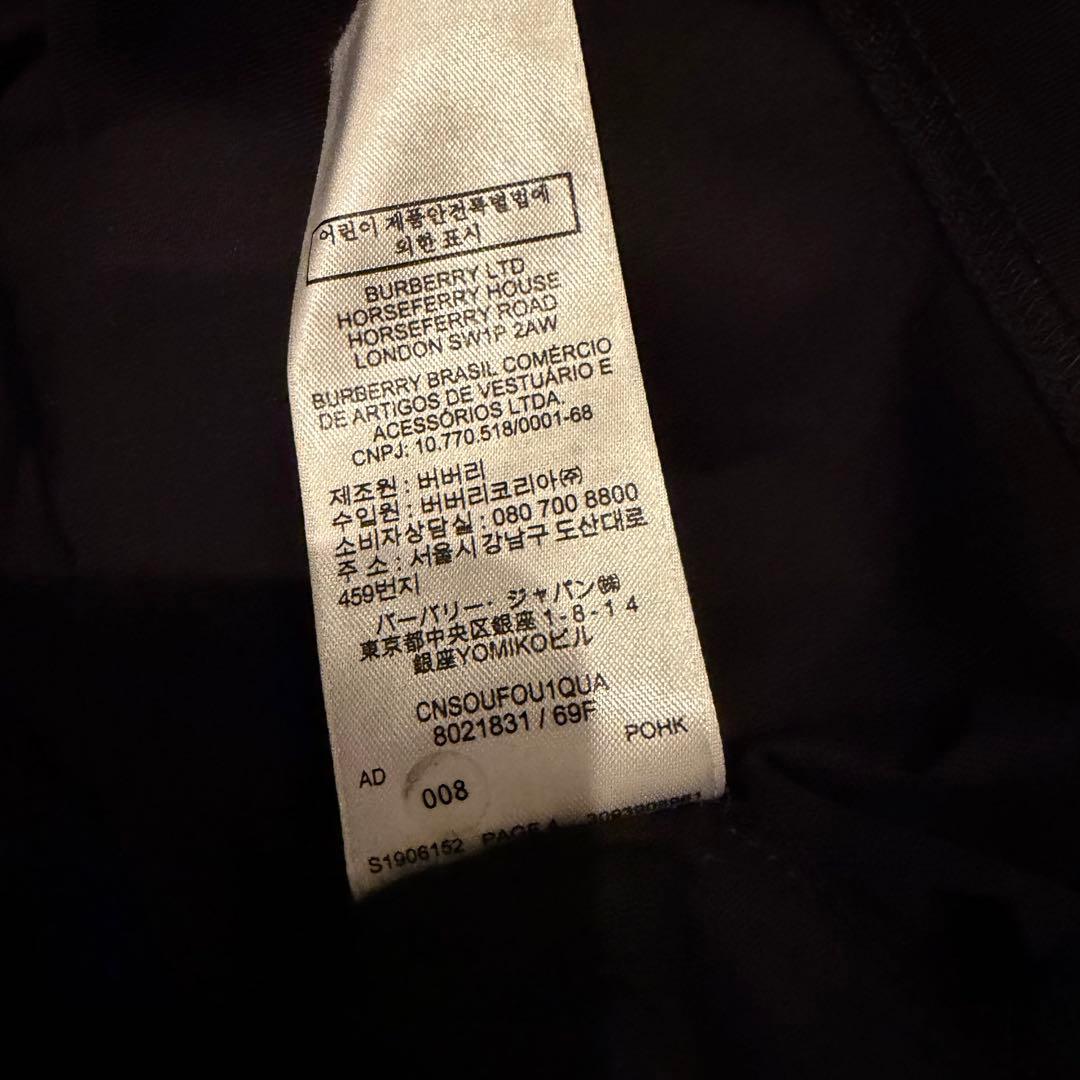 어린이 제품안전특별법에
의한 표시
BURBERRY LTD
HORSEFERRY HOUSE
HORSEFERRY ROAD
LONDON SW1P 2AW
BURBERRY BRASIL COMÉRCIO
DE ARTIGOS DE VESTUÁRIO E
ACESSÓRIOS LTDA.
CNPJ: 10.770.518/0001-68
제조원 : 버버리
수입원 : 버버리코리아㈜
소비자상담실 : 080 700 8800
주 소 : 서울시 강남구 도산대로
459번지
バーバリー・ジャパン㈱
東京都中央区銀座 1 - 8 - 1 4
銀座YOMIKOビル
CNSOUFOU1QUA
8021831 / 69F
POHK
AD
008
S1906152 PAGE 4